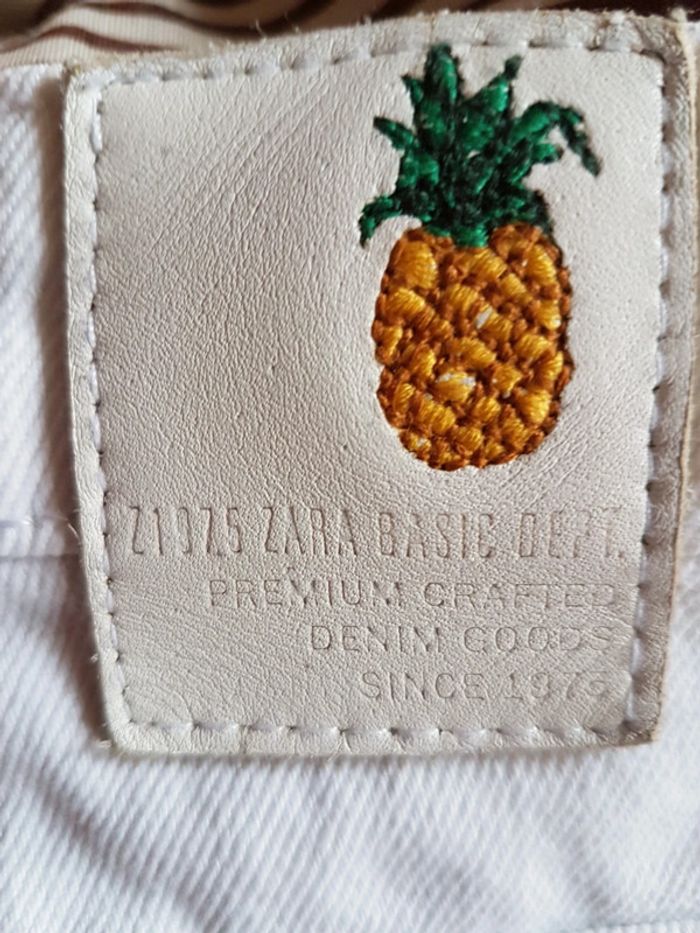 Z1975 ZARA BASIC DEPT.
PREMIUM CRAFTED
DENIM GOODS
SINCE 1975